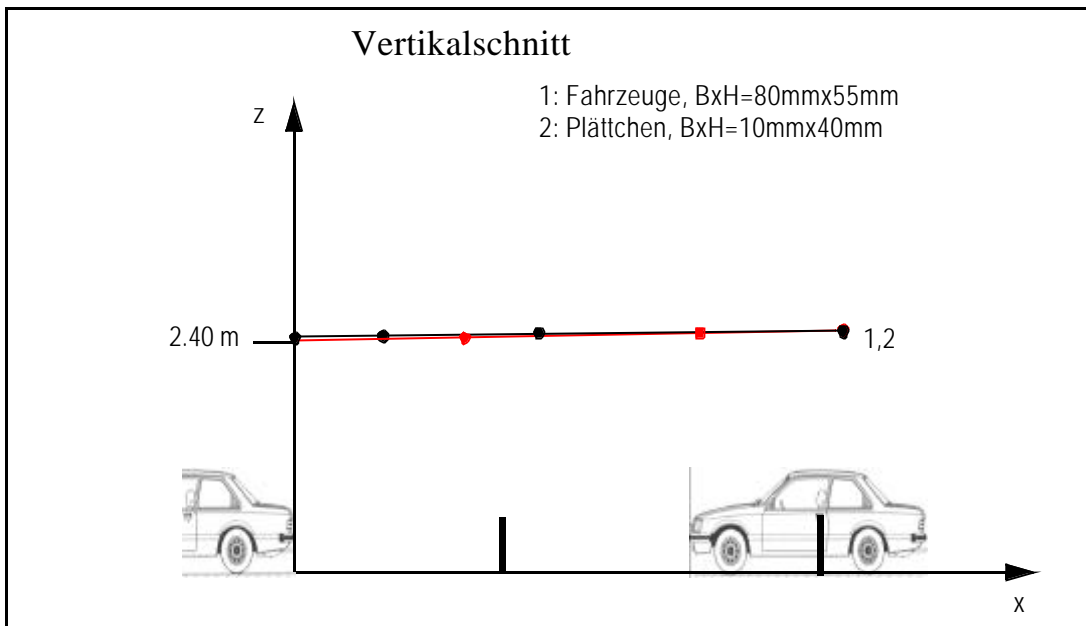 Vertikalschnitt
1: Fahrzeuge, BxH=80mmx55mm
2: Plättchen, BxH=10mmx40mm
z
2.40 m
1,2
x